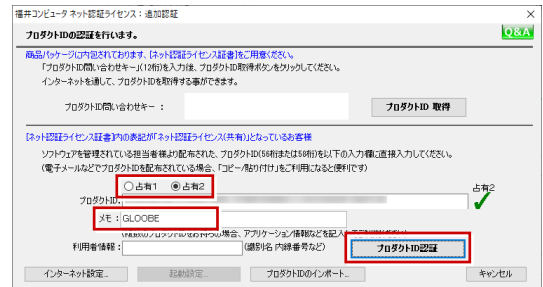 福井コンピュータ ネット認証ライセンス：追加認証
プロダクトIDの認証を行います。 Q&A
商品パッケージに内包されております、[ネット認証ライセンス証書]をご用意ください。
「プロダクトID問い合わせキー」(12桁)を入力後、プロダクトID取得ボタンをクリックしてください。
インターネットを通して、プロダクトIDを取得する事ができます。
プロダクトID問い合わせキー ： プロダクトID 取得
[ネット認証ライセンス証書]内の表記が「ネット認証ライセンス(共有)」となっているお客様
ソフトウェアを管理されている担当者様より配布された、プロダクトID(56桁または58桁)を以下の入力欄に直接入力してください。
(電子メールなどでプロダクトIDを配布されている場合、「コピー/貼り付け」をご利用になると便利です)
占有1 占有2 占有2
プロダクトID:
メモ： GLOOBE
合、アプリケーション情報などを記入
利用者情報： (識別名 内線番号など) プロダクトID認証
インターネット設定... 起動設定... プロダクトIDのインポート... キャンセル